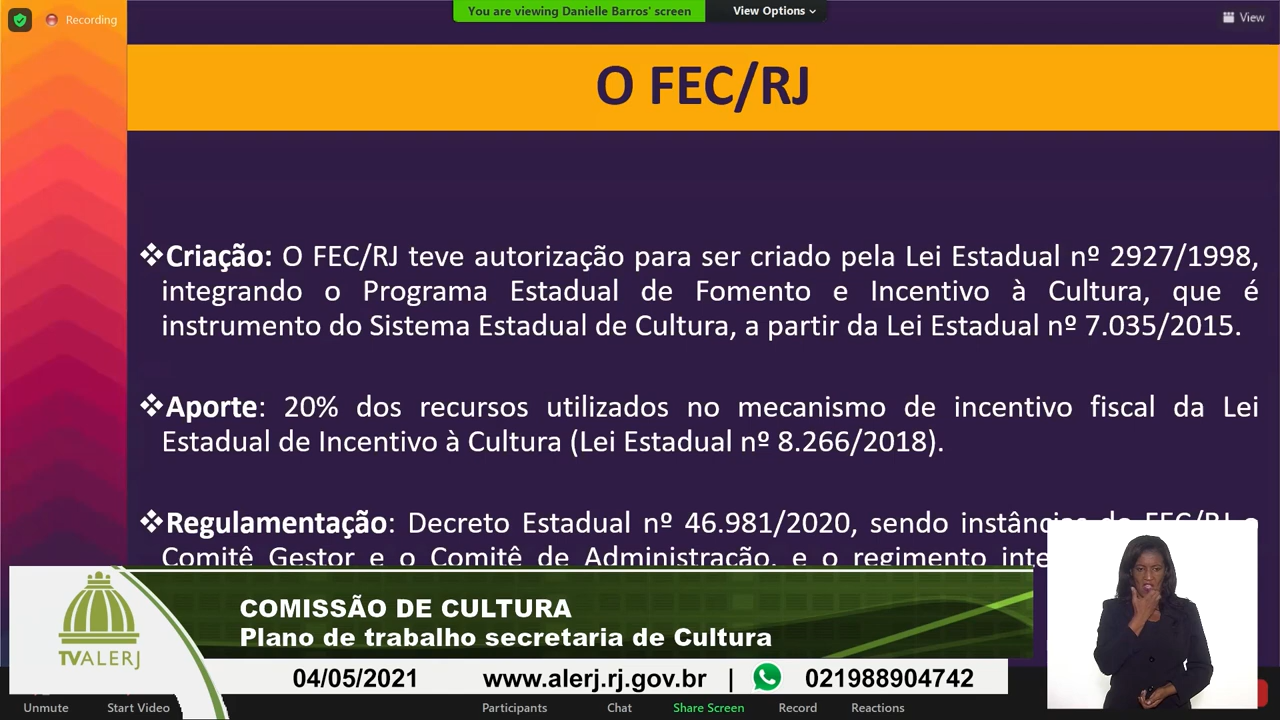 Recording
You are viewing Danielle Barros' screen
View Options
View
O FEC/RJ
❖Criação: O FEC/RJ teve autorização para ser criado pela Lei Estadual nº 2927/1998,
integrando o Programa Estadual de Fomento e Incentivo à Cultura, que é
instrumento do Sistema Estadual de Cultura, a partir da Lei Estadual nº 7.035/2015.
❖Aporte: 20% dos recursos utilizados no mecanismo de incentivo fiscal da Lei
Estadual de Incentivo à Cultura (Lei Estadual nº 8.266/2018).
❖Regulamentação: Decreto Estadual nº 46.981/2020, sendo instâncias do FEC/RJ o
Comitê Gestor e o Comitê de Administração, e o regimento
COMISSÃO DE CULTURA
Plano de trabalho secretaria de Cultura
TVALERJ
04/05/2021 www.alerj.rj.gov.br | 021988904742
Unmute Start Video Participants Chat Share Screen Record Reactions